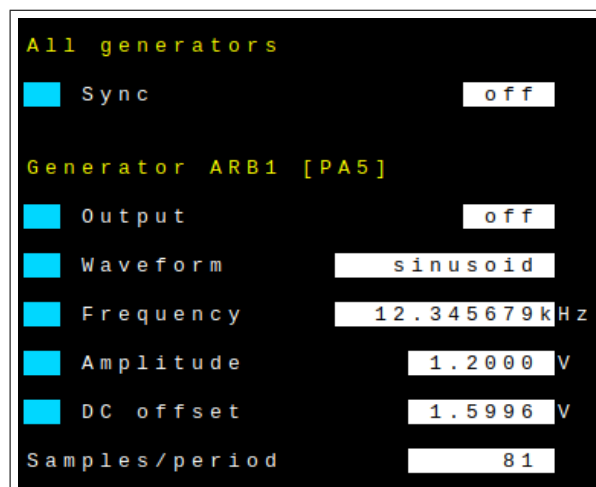 All generators
Sync off
Generator ARB1 [PA5]
Output off
Waveform sinusoid
Frequency 12.345679kHz
Amplitude 1.2000 V
DC offset 1.5996 V
Samples/period 81